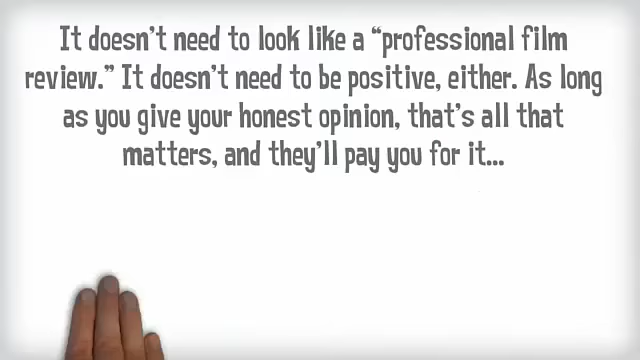 It doesn't need to look like a "professional film
review." It doesn't need to be positive, either. As long
as you give your honest opinion, that's all that
matters, and they'll pay you for it...